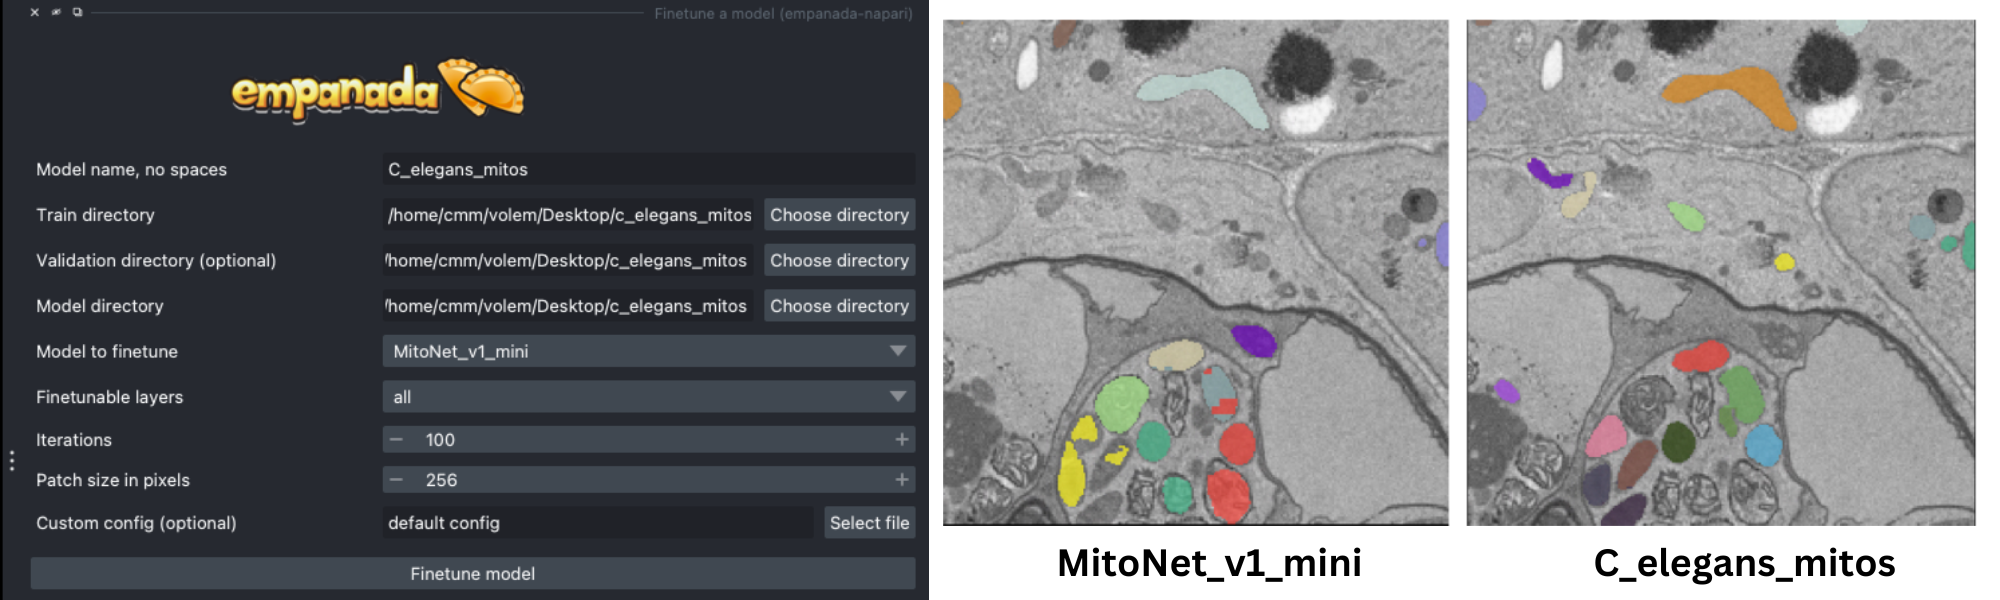 Finetune a model (empanada-napari)
empanada
Model name, no spaces C_elegans_mitos
Train directory /home/cmm/volem/Desktop/c_elegans_mitos Choose directory
Validation directory (optional) /home/cmm/volem/Desktop/c_elegans_mitos Choose directory
Model directory /home/cmm/volem/Desktop/c_elegans_mitos Choose directory
Model to finetune MitoNet_v1_mini
Finetunable layers all
Iterations − 100 +
Patch size in pixels − 256 +
Custom config (optional) default config Select file
Finetune model
MitoNet_v1_mini
C_elegans_mitos